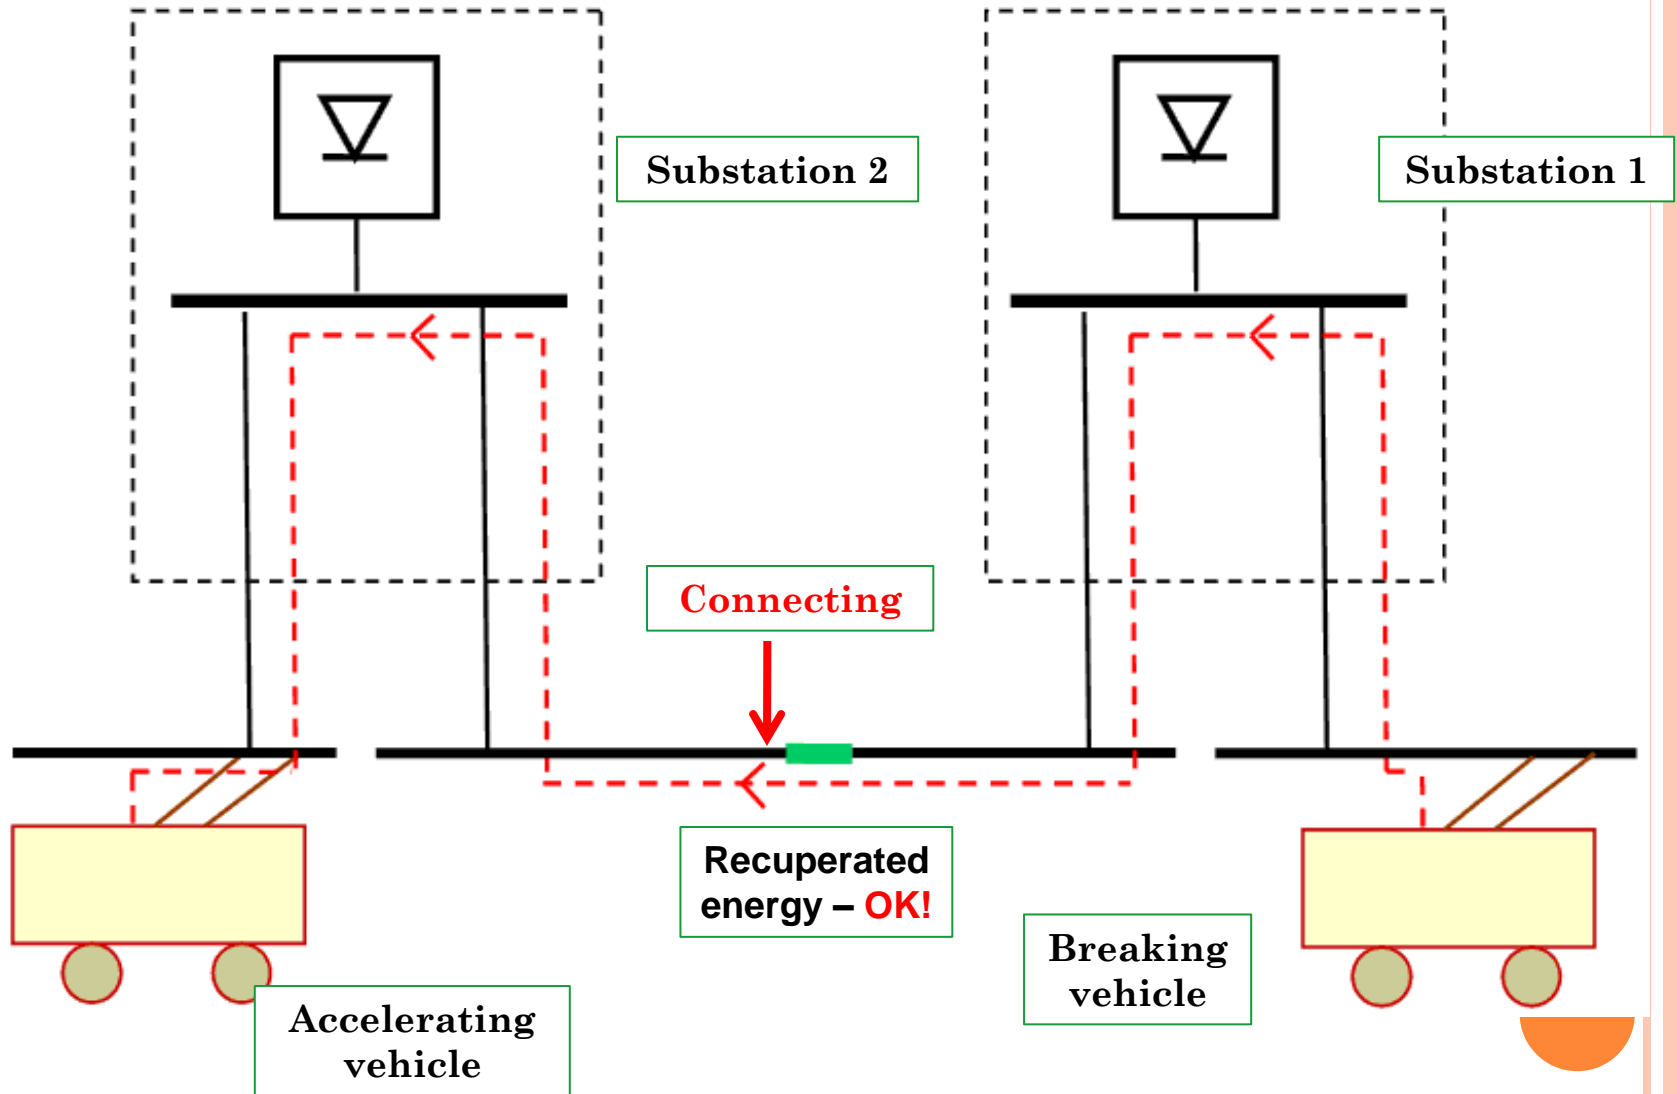 Substation 2
Substation 1
Connecting
Recuperated
energy – OK!
Breaking
vehicle
Accelerating
vehicle